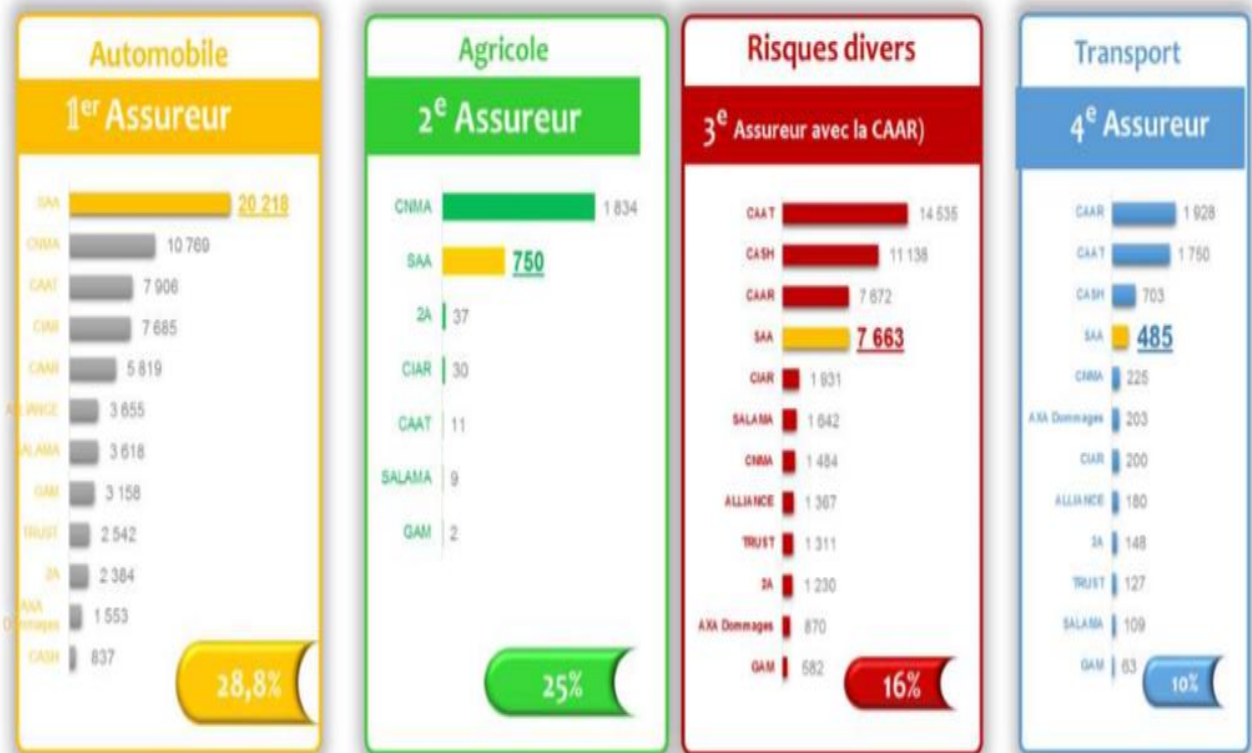 Automobile
1er Assureur
SAA 20 218
CNMA 10 769
CAAT 7 906
CIAR 7 685
CAAR 5 819
ALLIANCE 3 655
SALAMA 3 618
GAM 3 158
TRUST 2 542
2A 2 384
AXA
Dommages 1 553
CASH 837
28,8%
Agricole
2e Assureur
CNMA 1 834
SAA 750
2A 37
CIAR 30
CAAT 11
SALAMA 9
GAM 2
25%
Risques divers
3e Assureur avec la CAAR)
CAAT 14 535
CASH 11 138
CAAR 7 672
SAA 7 663
CIAR 1 931
SALAMA 1 642
CNMA 1 484
ALLIANCE 1 367
TRUST 1 311
2A 1 230
AXA Dommages 870
GAM 582
16%
Transport
4e Assureur
CAAR 1 928
CAAT 1 750
CASH 703
SAA 485
CNMA 225
AXA Dommages 203
CIAR 200
ALLIANCE 180
2A 148
TRUST 127
SALAMA 109
GAM 63
10%